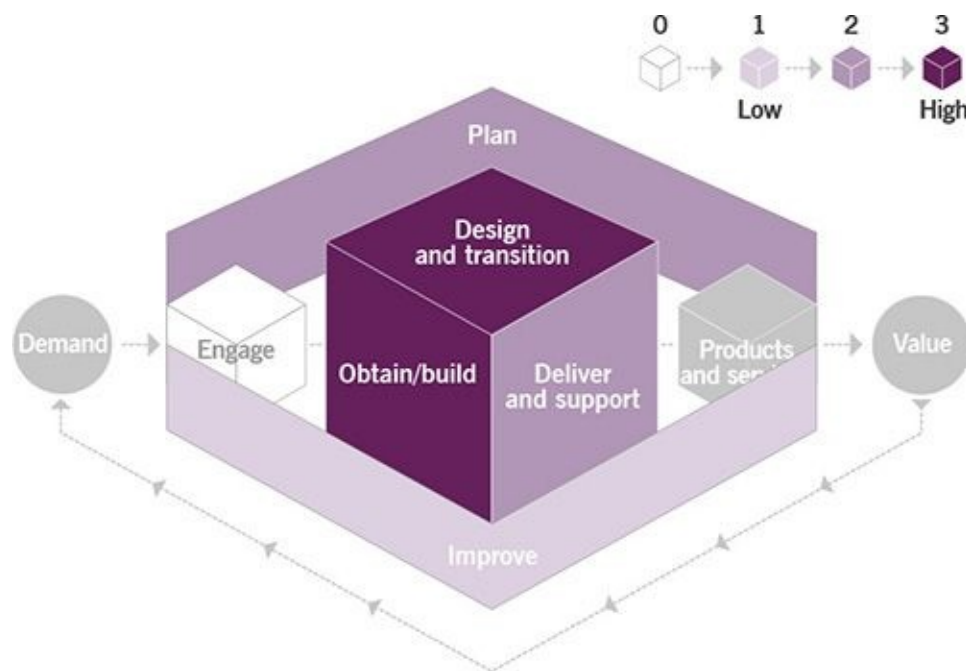 0 1 2 3
Low High
Plan
Design
and transition
Demand
Engage
Obtain/build
Deliver
and support
Products
and
Value
Improve